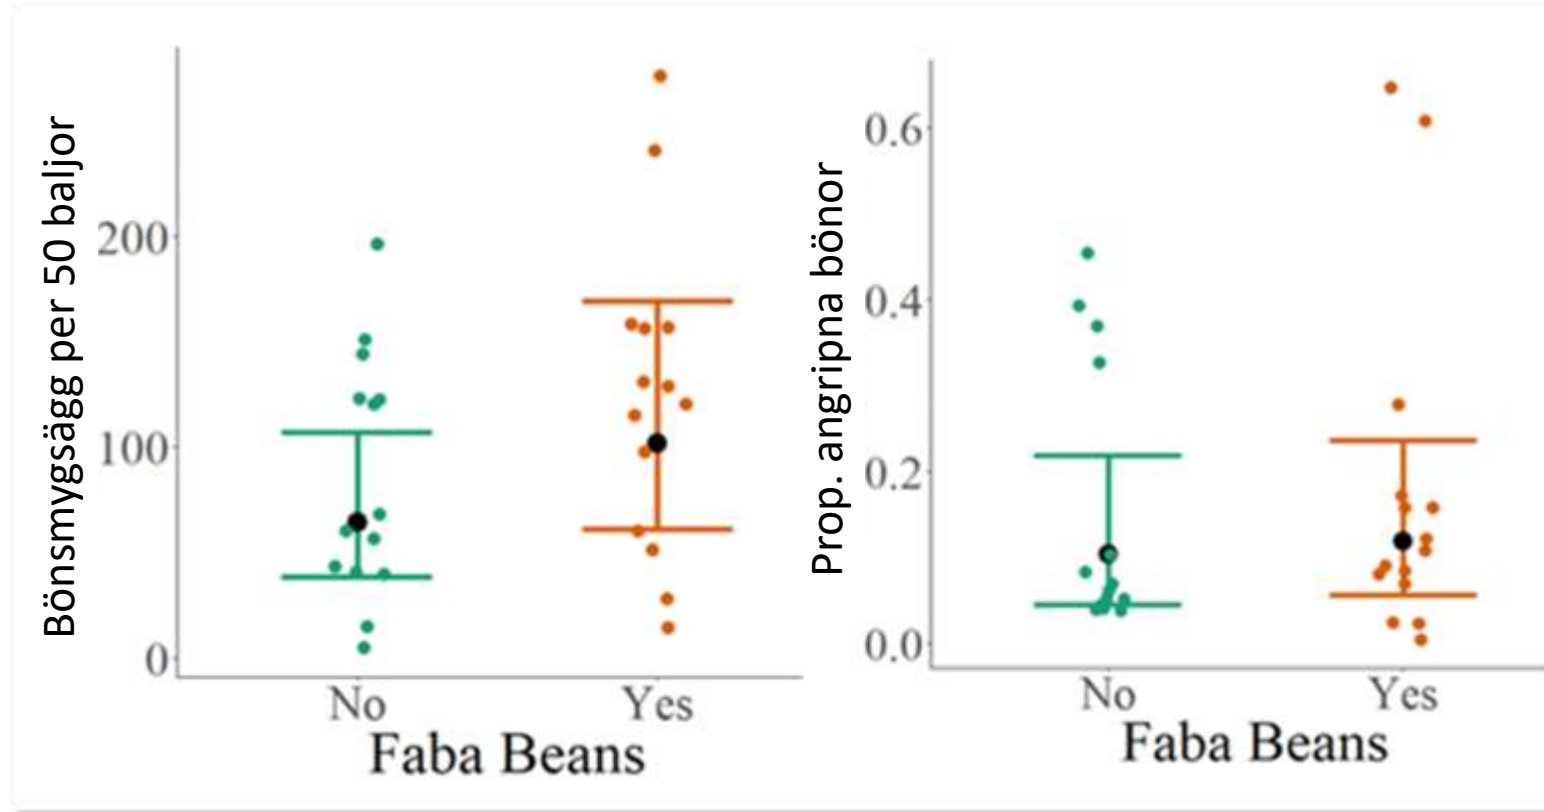 Bönsmygsägg per 50 baljor
200
100
0
No
Yes
Faba Beans
Prop. angripna bönor
0.6
0.4
0.2
0.0
No
Yes
Faba Beans